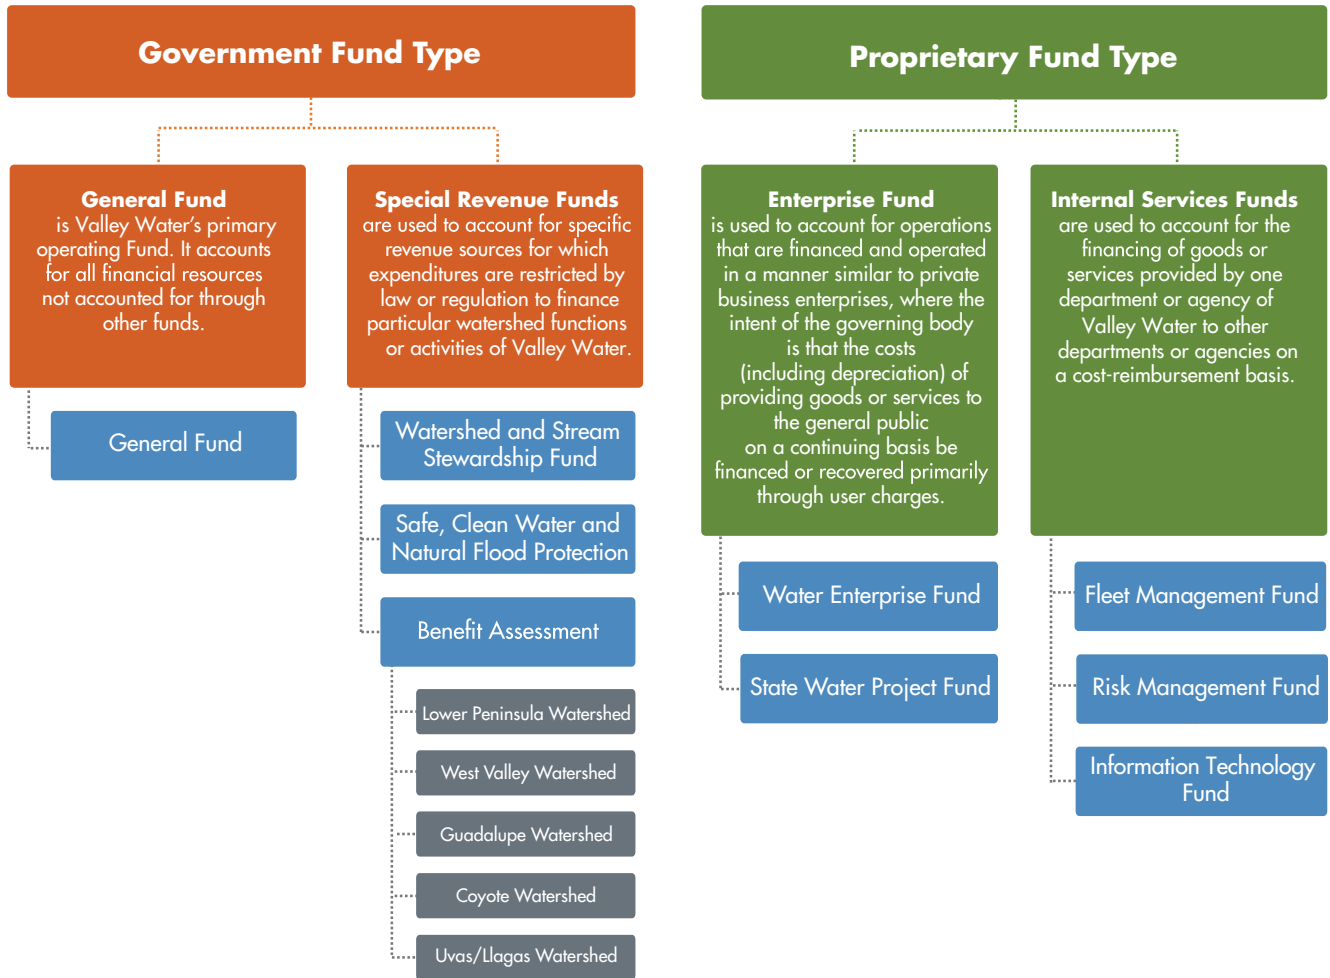 Government Fund Type
General Fund
is Valley Water's primary
operating Fund. It accounts
for all financial resources
not accounted for through
other funds.
General Fund
Special Revenue Funds
are used to account for specific
revenue sources for which
expenditures are restricted by
law or regulation to finance
particular watershed functions
or activities of Valley Water.
Watershed and Stream
Stewardship Fund
Safe, Clean Water and
Natural Flood Protection
Benefit Assessment
Lower Peninsula Watershed
West Valley Watershed
Guadalupe Watershed
Coyote Watershed
Uvas/Llagas Watershed
Proprietary Fund Type
Enterprise Fund
is used to account for operations
that are financed and operated
in a manner similar to private
business enterprises, where the
intent of the governing body
is that the costs
(including depreciation) of
providing goods or services to
the general public
on a continuing basis be
financed or recovered primarily
through user charges.
Water Enterprise Fund
State Water Project Fund
Internal Services Funds
are used to account for the
financing of goods or
services provided by one
department or agency of
Valley Water to other
departments or agencies on
a cost-reimbursement basis.
Fleet Management Fund
Risk Management Fund
Information Technology
Fund